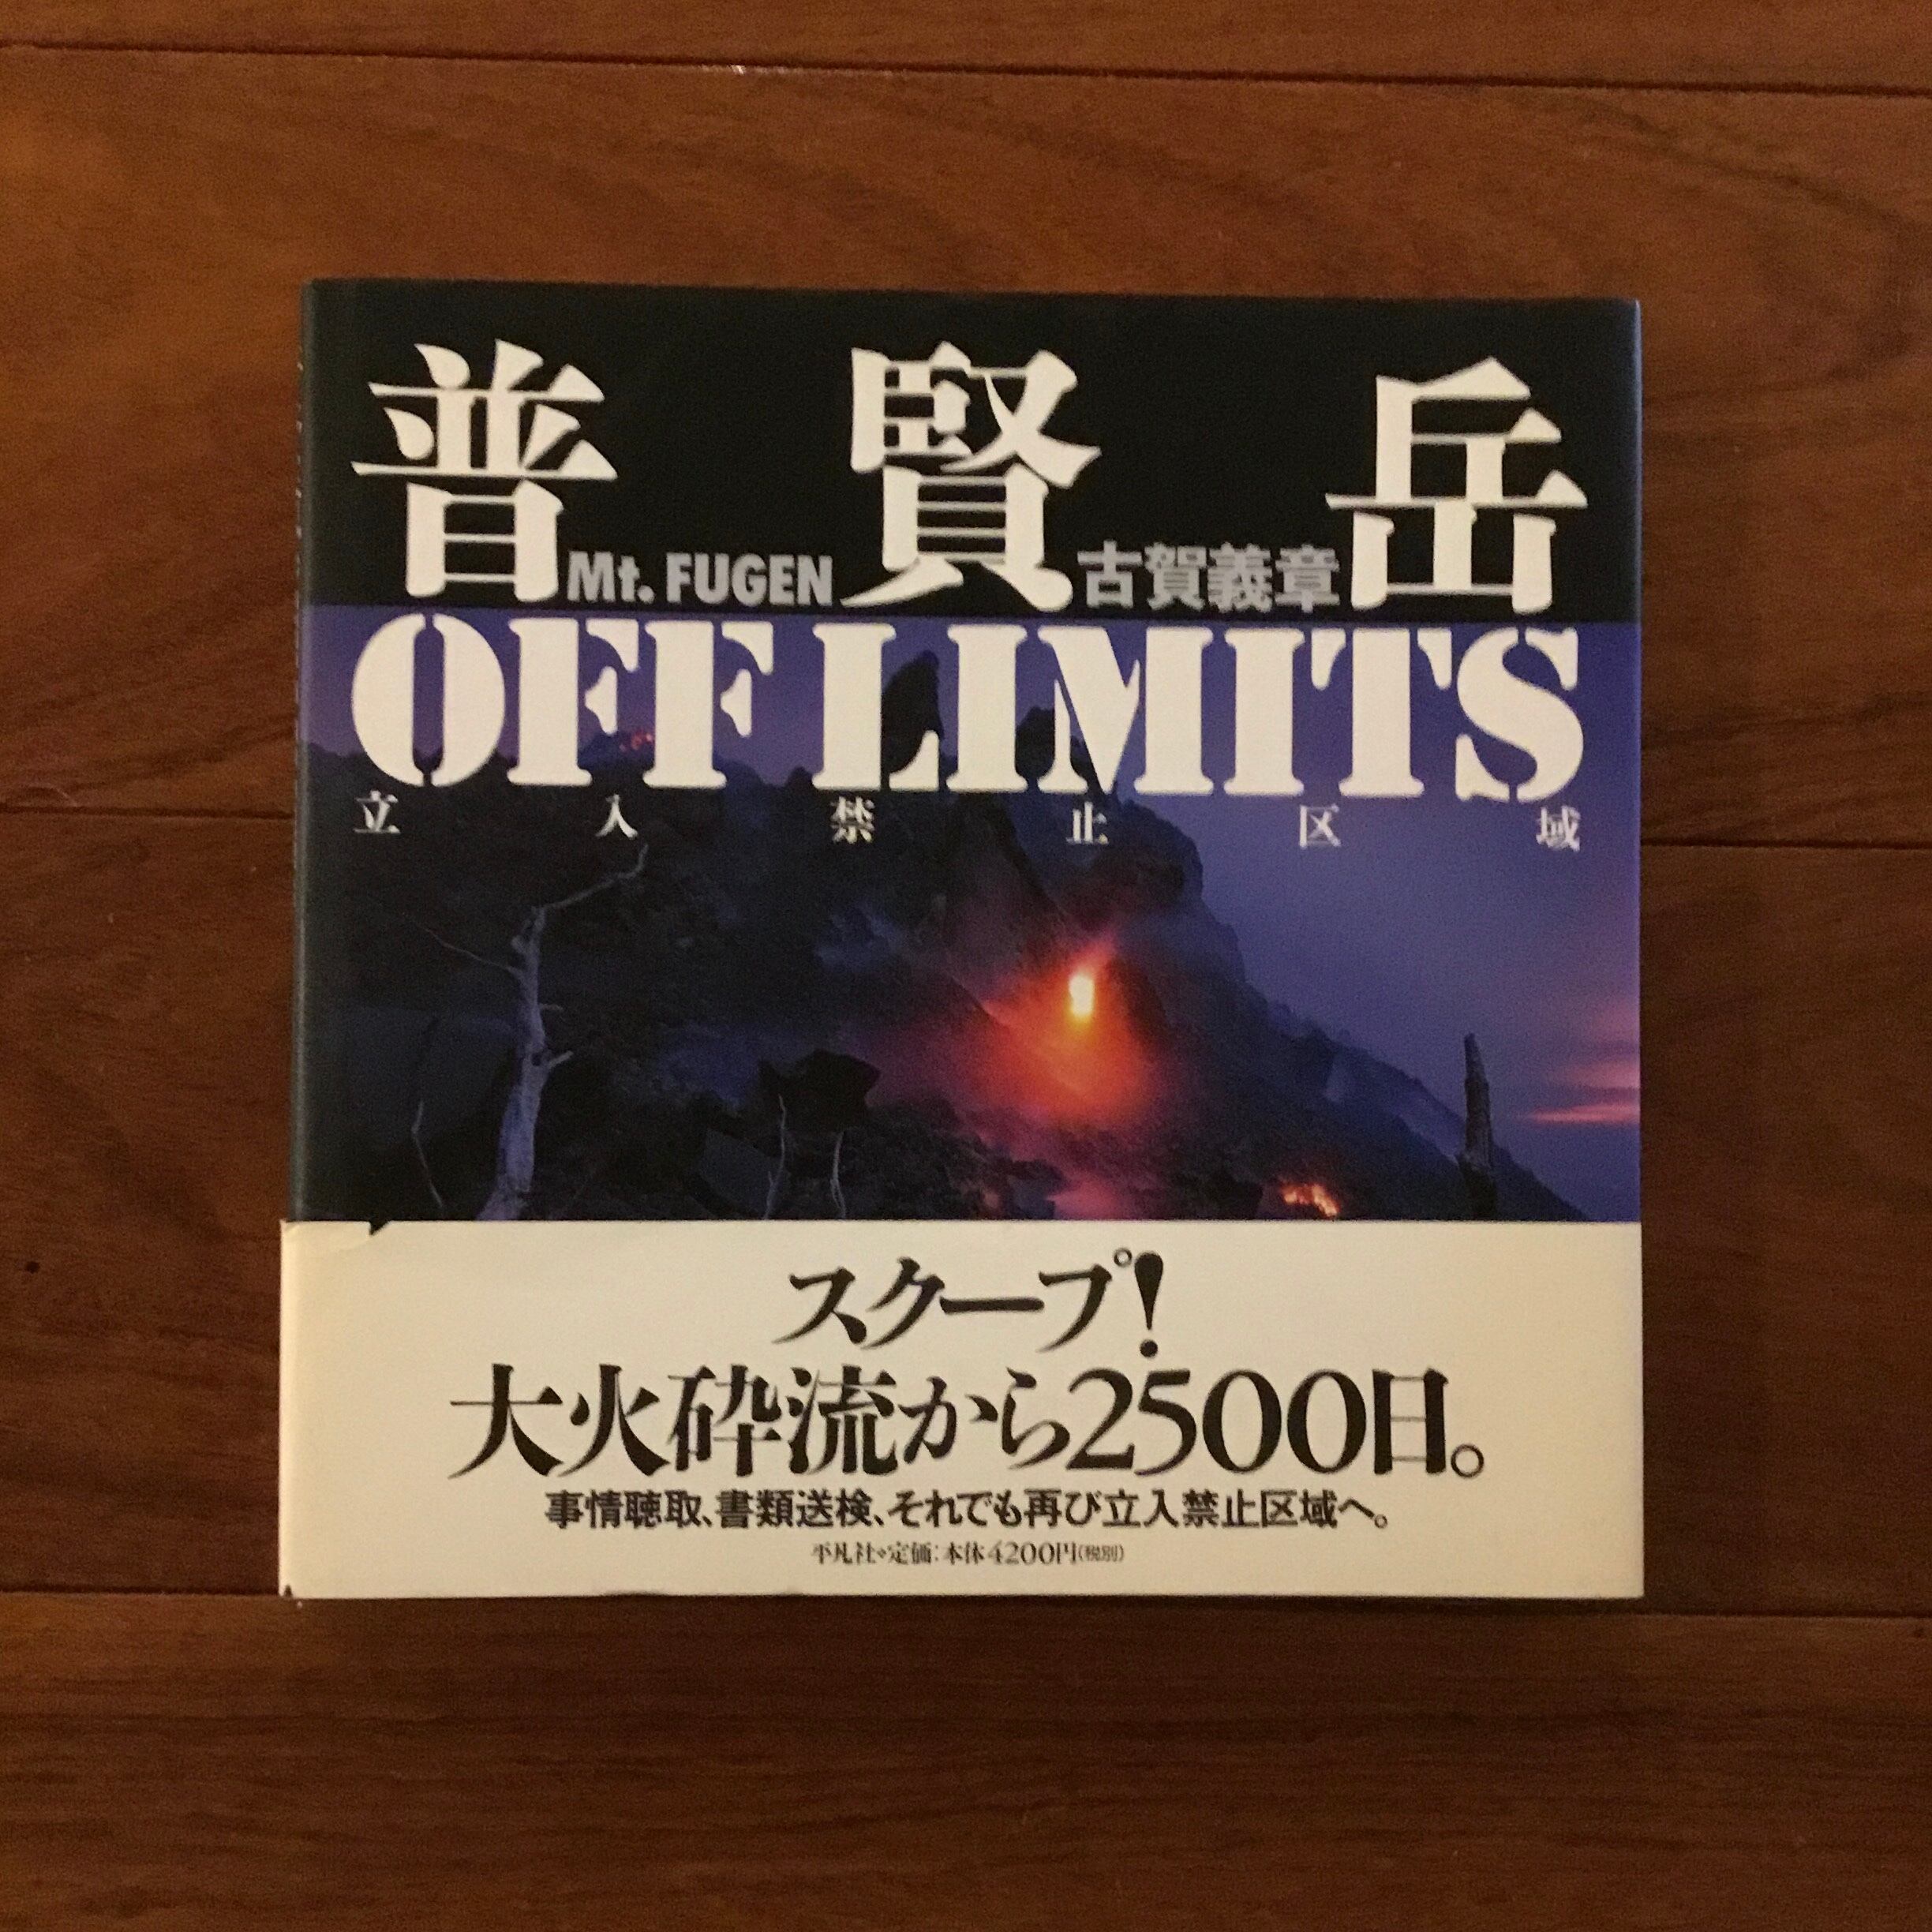 普賢岳
Mt. FUGEN 古賀義章
OFF LIMITS
立入禁止区域
スクープ!
大火砕流から2500日。
事情聴取、書類送検、それでも再び立入禁止区域へ。
平凡社◆定価:本体4200円(税別)